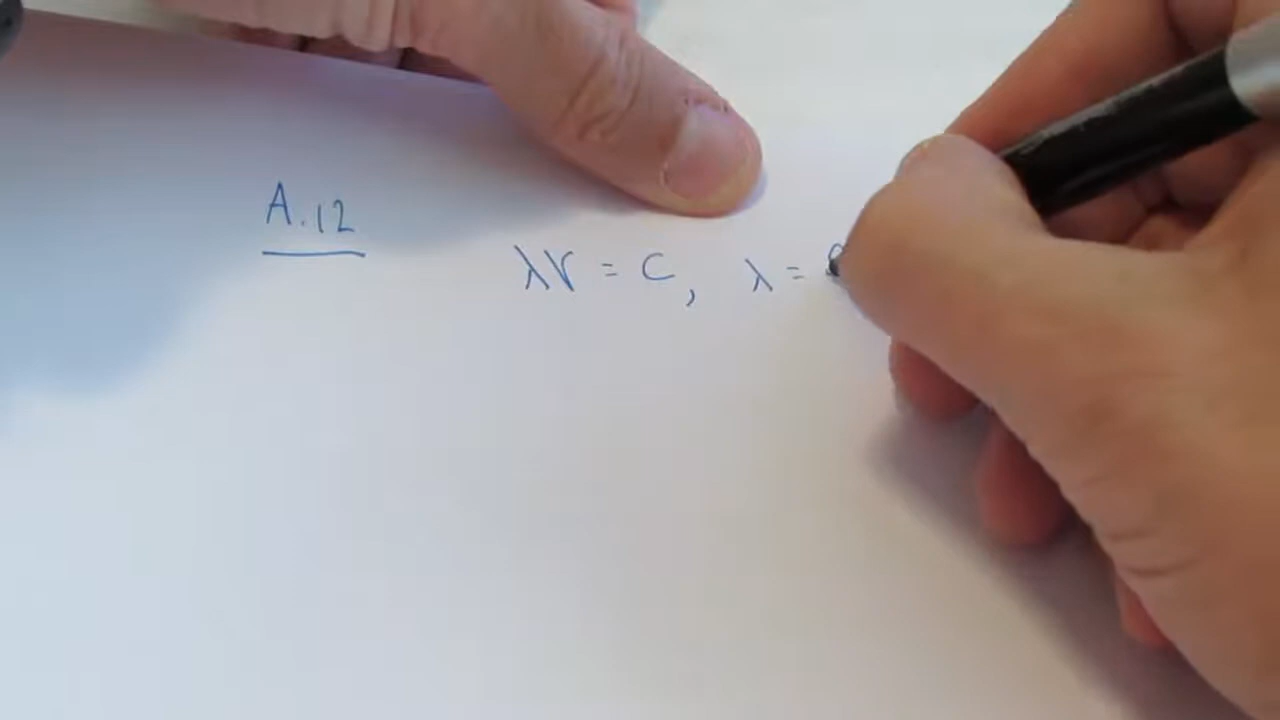 A.12
λν = c, λ =